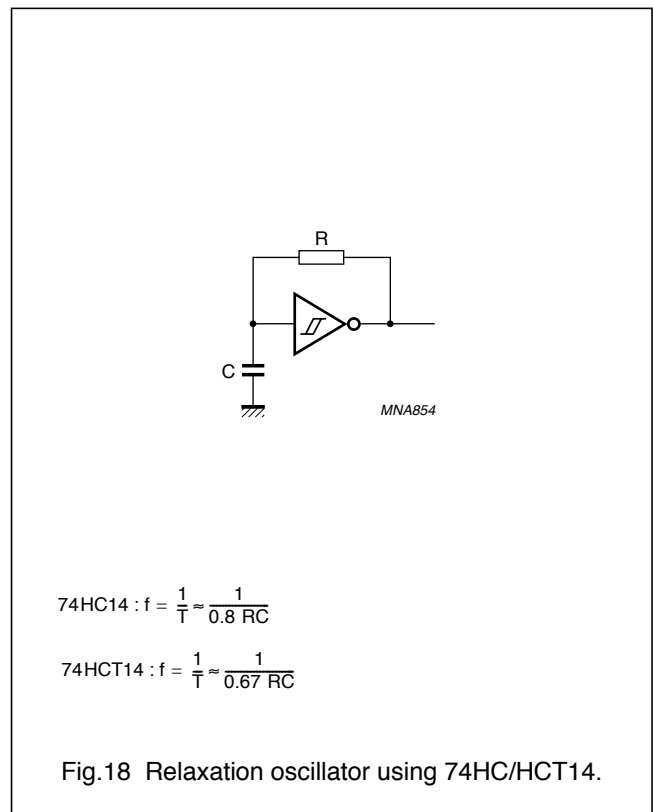 R
C
MNA854
74HC14 : f = 1/T ≈ 1/0.8 RC
74HCT14 : f = 1/T ≈ 1/0.67 RC
Fig.18 Relaxation oscillator using 74HC/HCT14.